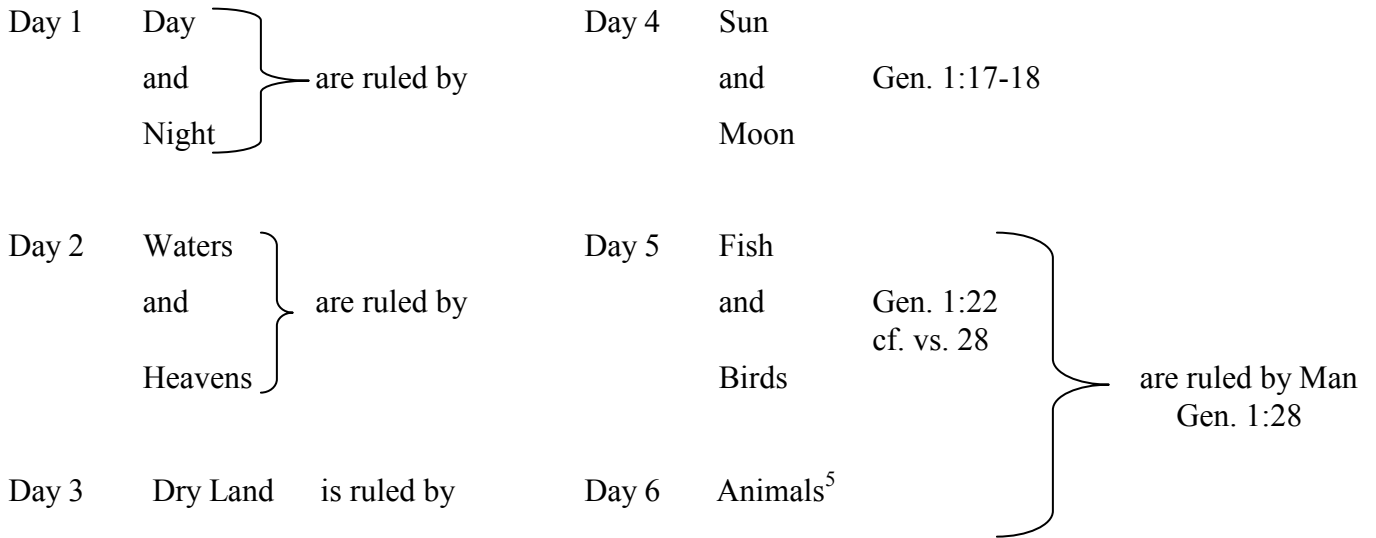 Day 1 Day Day 4 Sun
and are ruled by and Gen. 1:17-18
Night Moon
Day 2 Waters Day 5 Fish
and are ruled by and Gen. 1:22
cf. vs. 28
Heavens Birds are ruled by Man
Gen. 1:28
Day 3 Dry Land is ruled by Day 6 Animals⁵